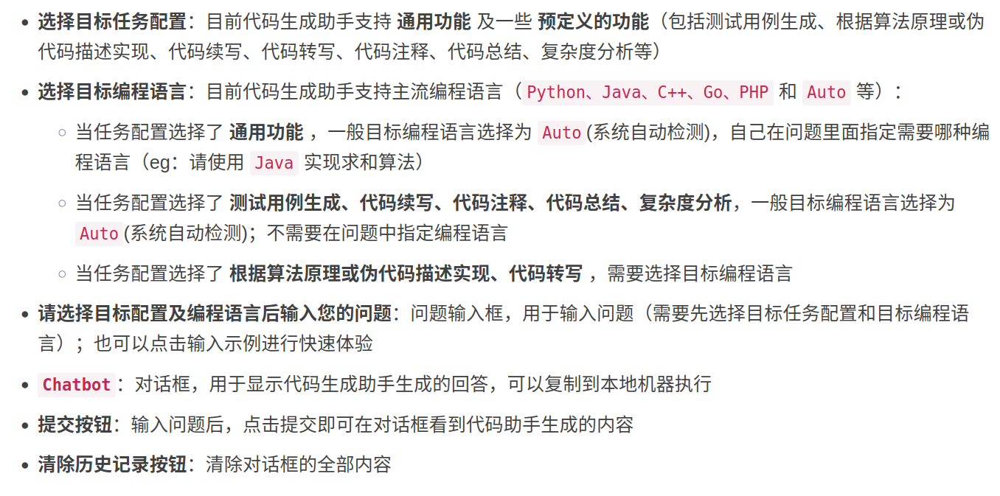 选择目标任务配置：目前代码生成助手支持 通用功能 及一些 预定义的功能（包括测试用例生成、根据算法原理或伪
代码描述实现、代码续写、代码转写、代码注释、代码总结、复杂度分析等）
选择目标编程语言：目前代码生成助手支持主流编程语言（Python、Java、C++、Go、PHP 和 Auto 等）：
当任务配置选择了 通用功能 ，一般目标编程语言选择为 Auto(系统自动检测)，自己在问题里面指定需要哪种编
程语言（eg：请使用 Java 实现求和算法）
当任务配置选择了 测试用例生成、代码续写、代码注释、代码总结、复杂度分析，一般目标编程语言选择为
Auto(系统自动检测)；不需要在问题中指定编程语言
当任务配置选择了 根据算法原理或伪代码描述实现、代码转写 ，需要选择目标编程语言
请选择目标配置及编程语言后输入您的问题：问题输入框，用于输入问题（需要先选择目标任务配置和目标编程语
言）；也可以点击输入示例进行快速体验
Chatbot：对话框，用于显示代码生成助手生成的回答，可以复制到本地机器执行
提交按钮：输入问题后，点击提交即可在对话框看到代码助手生成的内容
清除历史记录按钮：清除对话框的全部内容